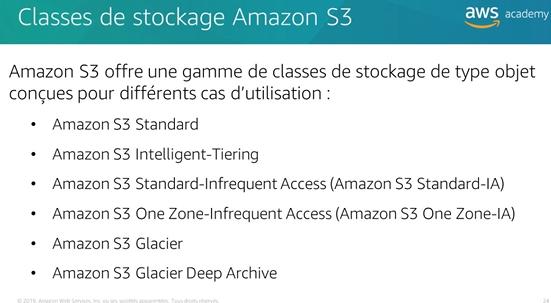 Classes de stockage Amazon S3
aws academy
Amazon S3 offre une gamme de classes de stockage de type objet
conçues pour différents cas d'utilisation :
• Amazon S3 Standard
• Amazon S3 Intelligent-Tiering
• Amazon S3 Standard-Infrequent Access (Amazon S3 Standard-IA)
• Amazon S3 One Zone-Infrequent Access (Amazon S3 One Zone-IA)
• Amazon S3 Glacier
• Amazon S3 Glacier Deep Archive
© 2019, Amazon Web Services, Inc. ou ses sociétés apparentées. Tous droits réservés.
24